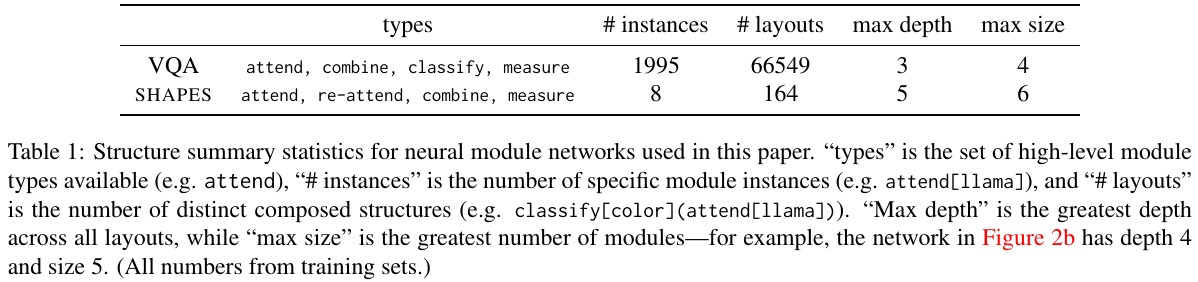 types # instances # layouts max depth max size
VQA attend, combine, classify, measure 1995 66549 3 4
SHAPES attend, re-attend, combine, measure 8 164 5 6
Table 1: Structure summary statistics for neural module networks used in this paper. “types” is the set of high-level module
types available (e.g. attend), “# instances” is the number of specific module instances (e.g. attend[llama]), and “# layouts”
is the number of distinct composed structures (e.g. classify[color](attend[llama])). “Max depth” is the greatest depth
across all layouts, while “max size” is the greatest number of modules—for example, the network in Figure 2b has depth 4
and size 5. (All numbers from training sets.)